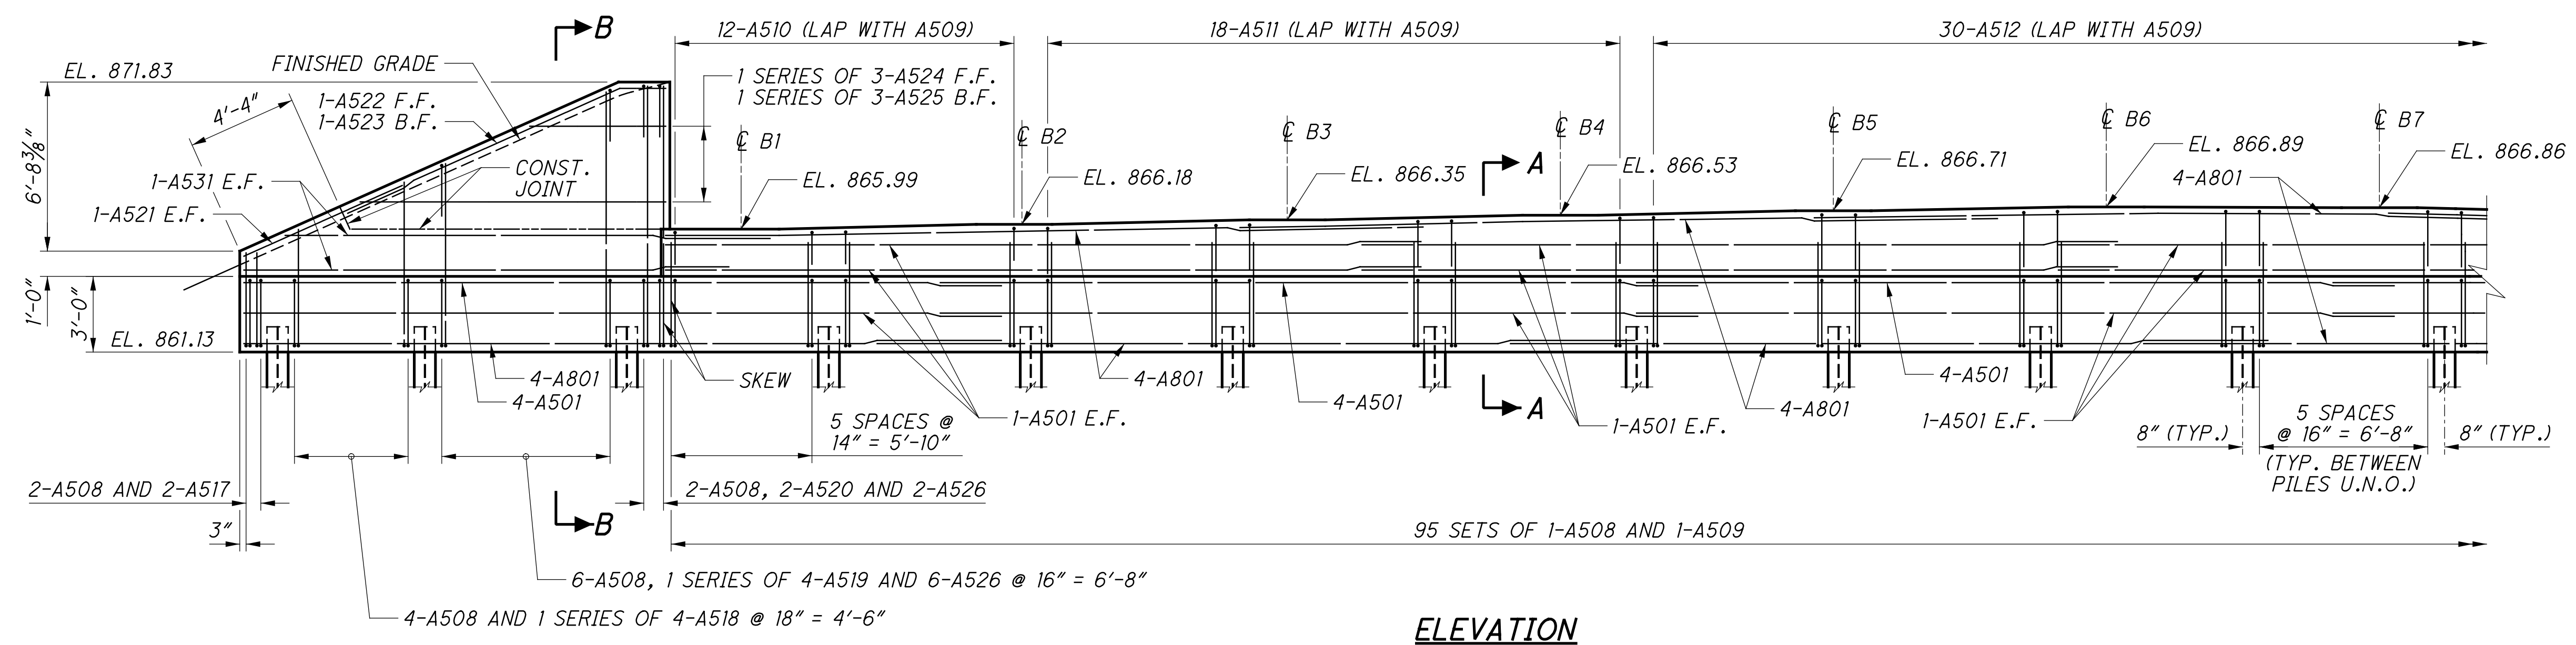 B
12-A510 (LAP WITH A509)
18-A511 (LAP WITH A509)
30-A512 (LAP WITH A509)
EL. 871.83
FINISHED GRADE
1 SERIES OF 3-A524 F.F.
1 SERIES OF 3-A525 B.F.
4'-4"
1-A522 F.F.
1-A523 B.F.
6'-8 3/8"
℄ B1
℄ B2
℄ B3
℄ B4
℄ B5
℄ B6
℄ B7
A
CONST.
JOINT
1-A531 E.F.
1-A521 E.F.
EL. 865.99
EL. 866.18
EL. 866.35
EL. 866.53
EL. 866.71
EL. 866.89
EL. 866.86
4-A801
1'-0"
3'-0"
EL. 861.13
4-A801
4-A501
SKEW
4-A801
4-A501
A
4-A801
4-A501
5 SPACES @
14" = 5'-10"
1-A501 E.F.
1-A501 E.F.
1-A501 E.F.
8" (TYP.)
5 SPACES
@ 16" = 6'-8"
(TYP. BETWEEN
PILES U.N.O.)
8" (TYP.)
2-A508 AND 2-A517
2-A508, 2-A520 AND 2-A526
3"
B
95 SETS OF 1-A508 AND 1-A509
6-A508, 1 SERIES OF 4-A519 AND 6-A526 @ 16" = 6'-8"
4-A508 AND 1 SERIES OF 4-A518 @ 18" = 4'-6"
ELEVATION